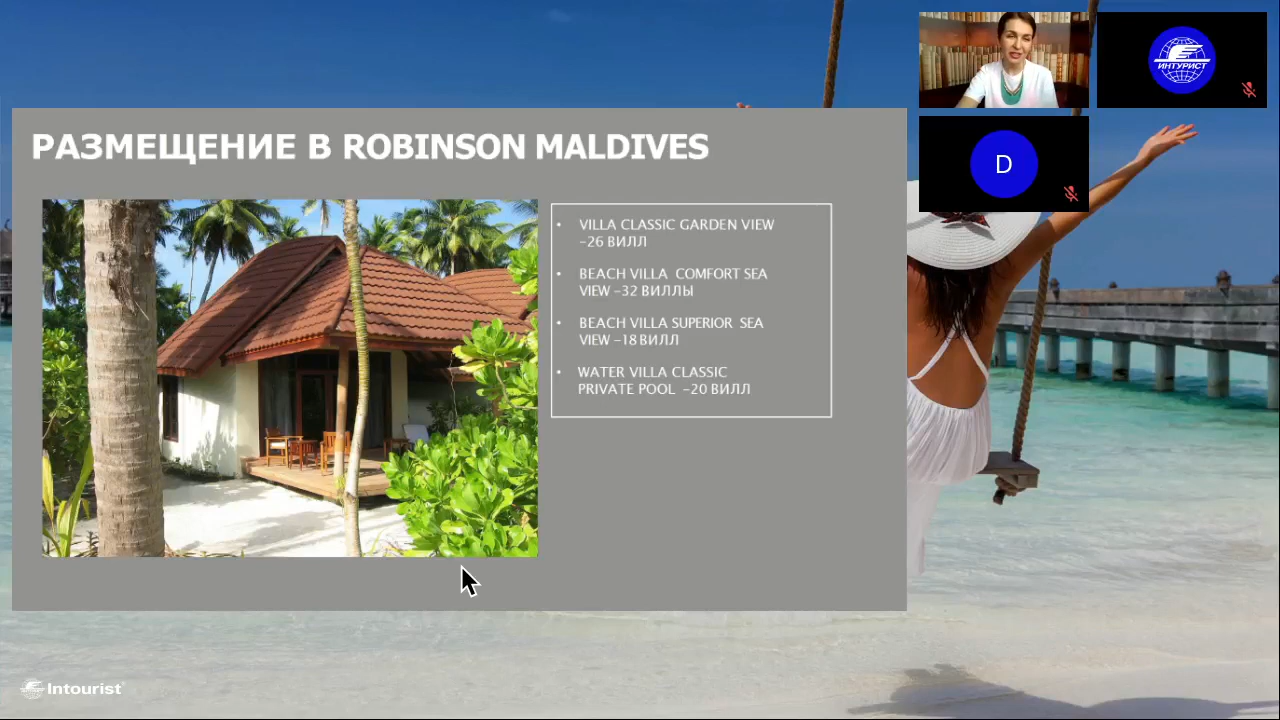 РАЗМЕЩЕНИЕ В ROBINSON MALDIVES
• VILLA CLASSIC GARDEN VIEW
–26 ВИЛЛ
• BEACH VILLA COMFORT SEA
VIEW –32 ВИЛЛЫ
• BEACH VILLA SUPERIOR SEA
VIEW –18 ВИЛЛ
• WATER VILLA CLASSIC
PRIVATE POOL –20 ВИЛЛ
ИНТУРИСТ
D
Intourist